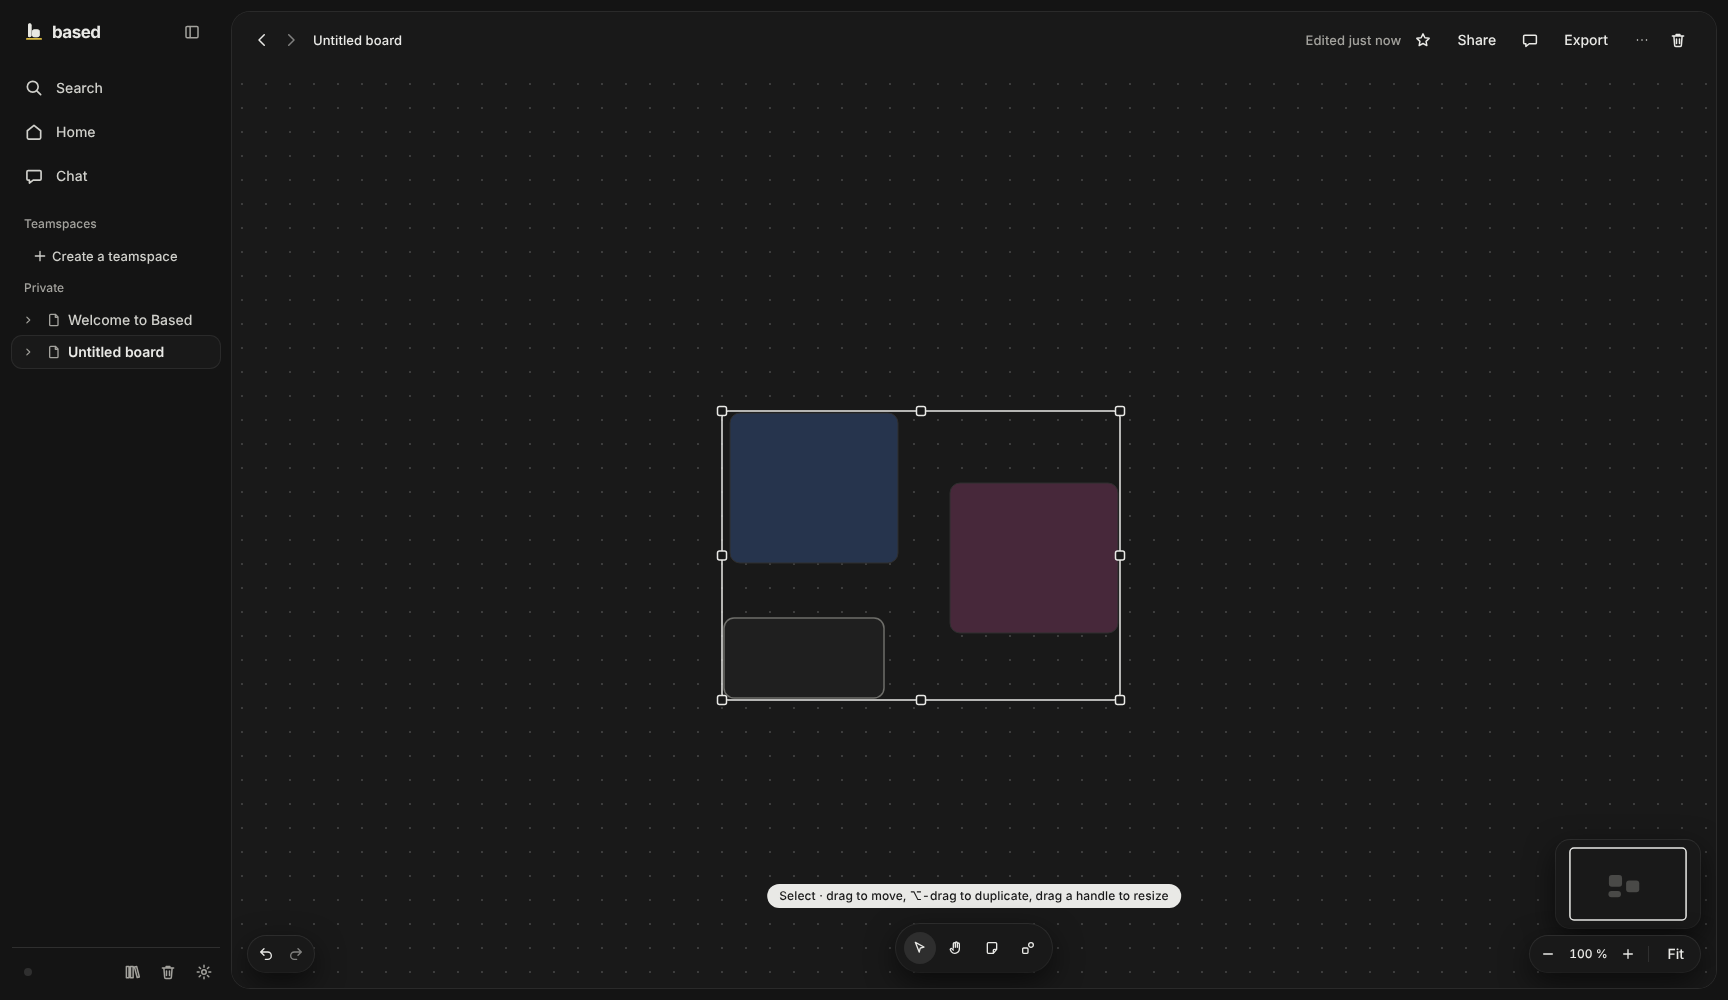 based
Untitled board
Edited just now
Share
Export
Search
Home
Chat
Teamspaces
Create a teamspace
Private
Welcome to Based
Untitled board
Select · drag to move, ⌥-drag to duplicate, drag a handle to resize
100 %
Fit